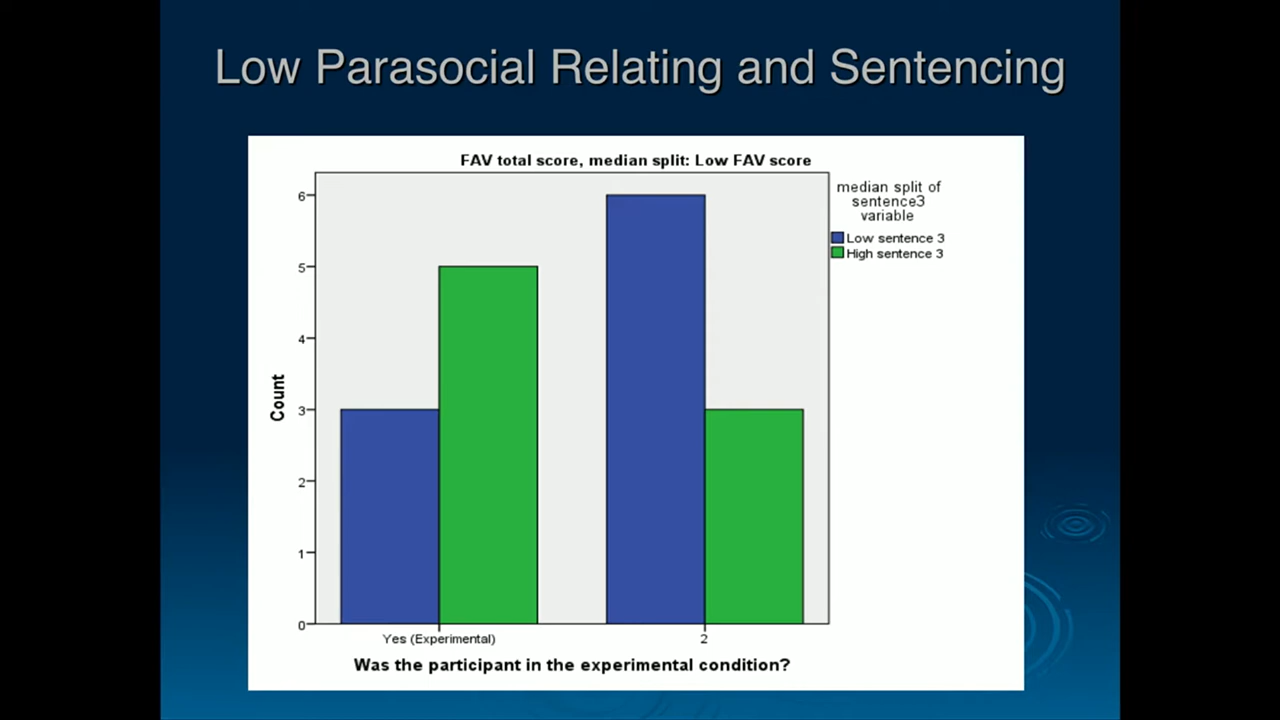 Low Parasocial Relating and Sentencing
FAV total score, median split: Low FAV score
median split of
sentence3
variable
Low sentence 3
High sentence 3
6
5
4
3
2
1
0
Count
Yes (Experimental)
2
Was the participant in the experimental condition?